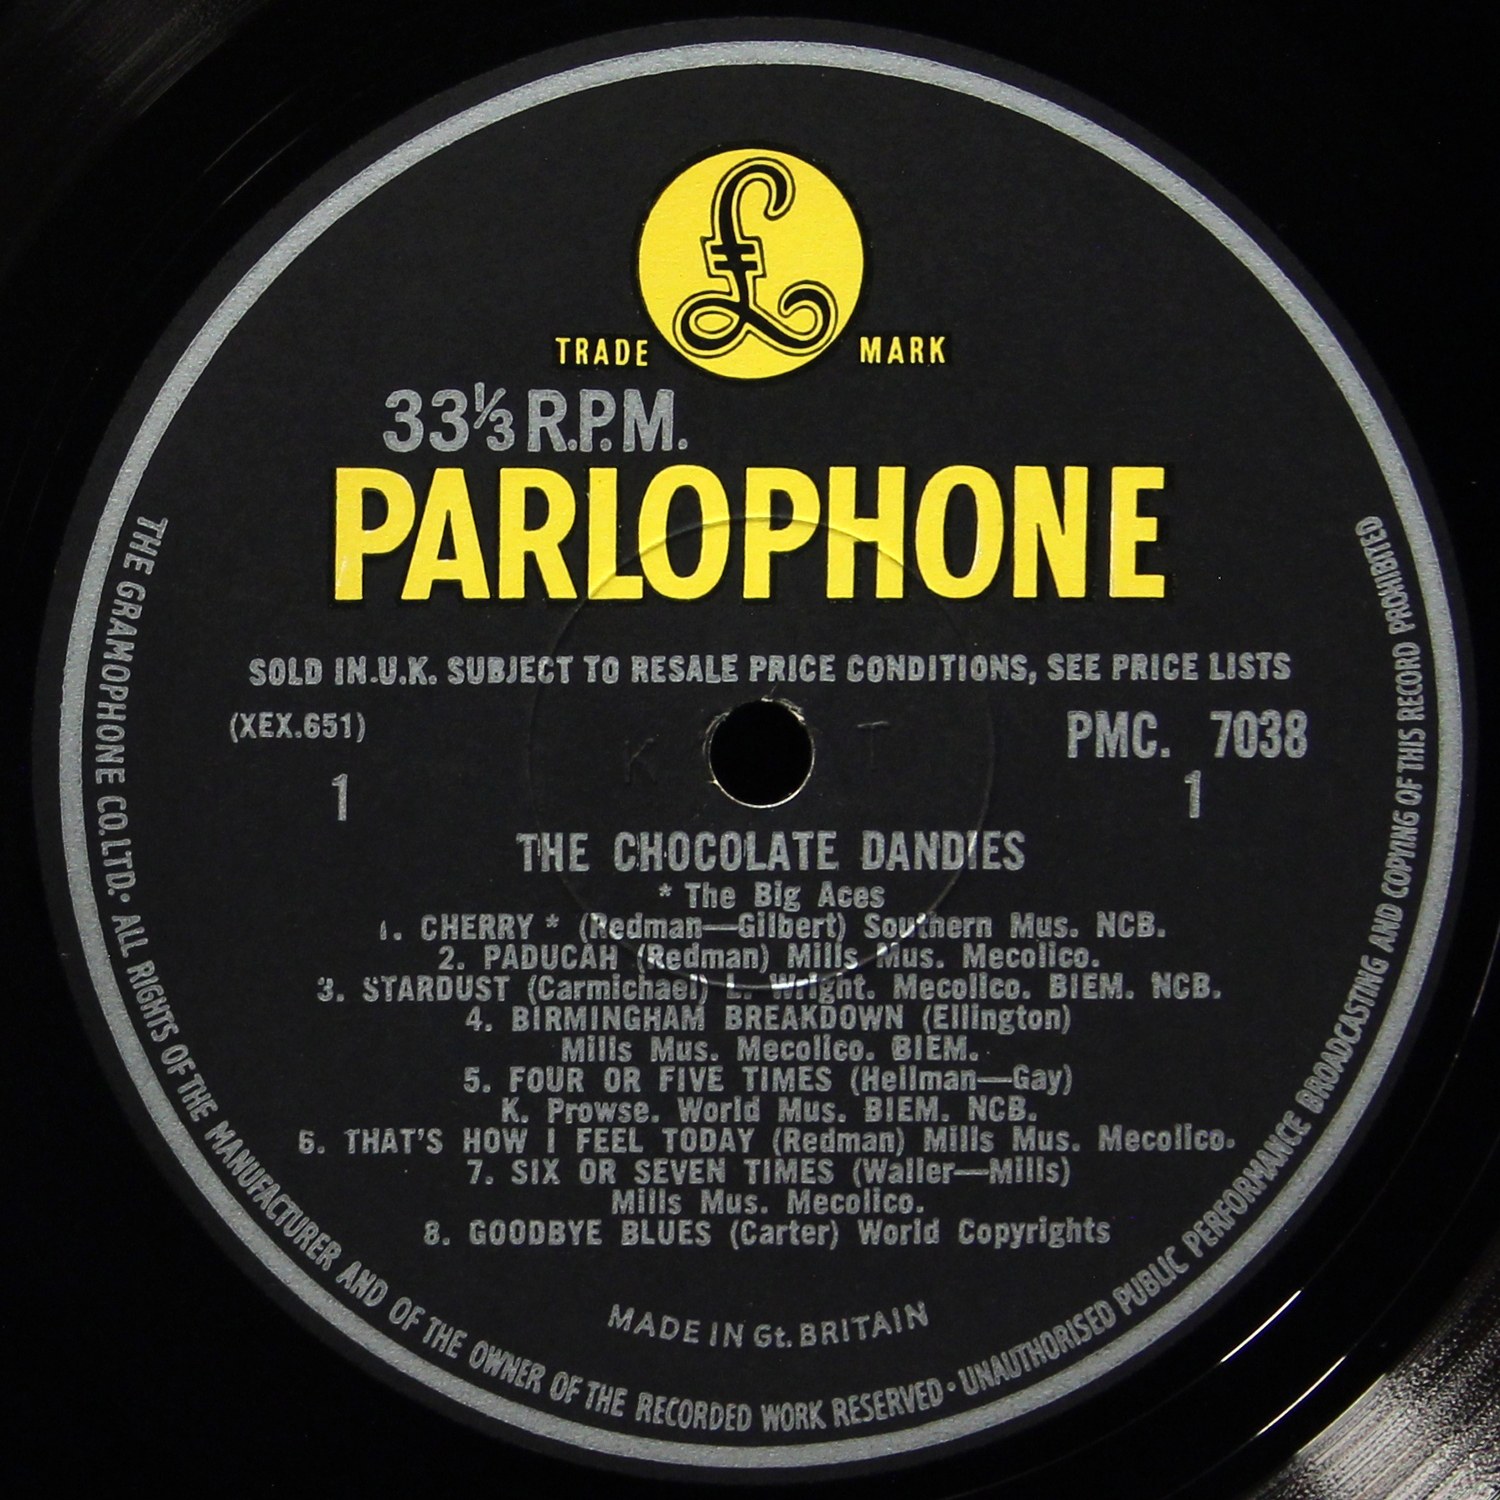 £
TRADE MARK
33⅓ R.P.M.
PARLOPHONE
SOLD IN U.K. SUBJECT TO RESALE PRICE CONDITIONS, SEE PRICE LISTS
(XEX.651) PMC. 7038
1 1
K T
THE CHOCOLATE DANDIES
* The Big Aces
1. CHERRY * (Redman—Gilbert) Southern Mus. NCB.
2. PADUCAH (Redman) Mills Mus. Mecolico.
3. STARDUST (Carmichael) L. Wright. Mecolico. BIEM. NCB.
4. BIRMINGHAM BREAKDOWN (Ellington)
Mills Mus. Mecolico. BIEM.
5. FOUR OR FIVE TIMES (Hellman—Gay)
K. Prowse. World Mus. BIEM. NCB.
6. THAT'S HOW I FEEL TODAY (Redman) Mills Mus. Mecolico.
7. SIX OR SEVEN TIMES (Waller—Mills)
Mills Mus. Mecolico.
8. GOODBYE BLUES (Carter) World Copyrights
MADE IN Gt. BRITAIN
THE GRAMOPHONE CO. LTD. • ALL RIGHTS OF THE MANUFACTURER AND OF THE OWNER OF THE RECORDED WORK RESERVED • UNAUTHORISED PUBLIC PERFORMANCE BROADCASTING AND COPYING OF THIS RECORD PROHIBITED